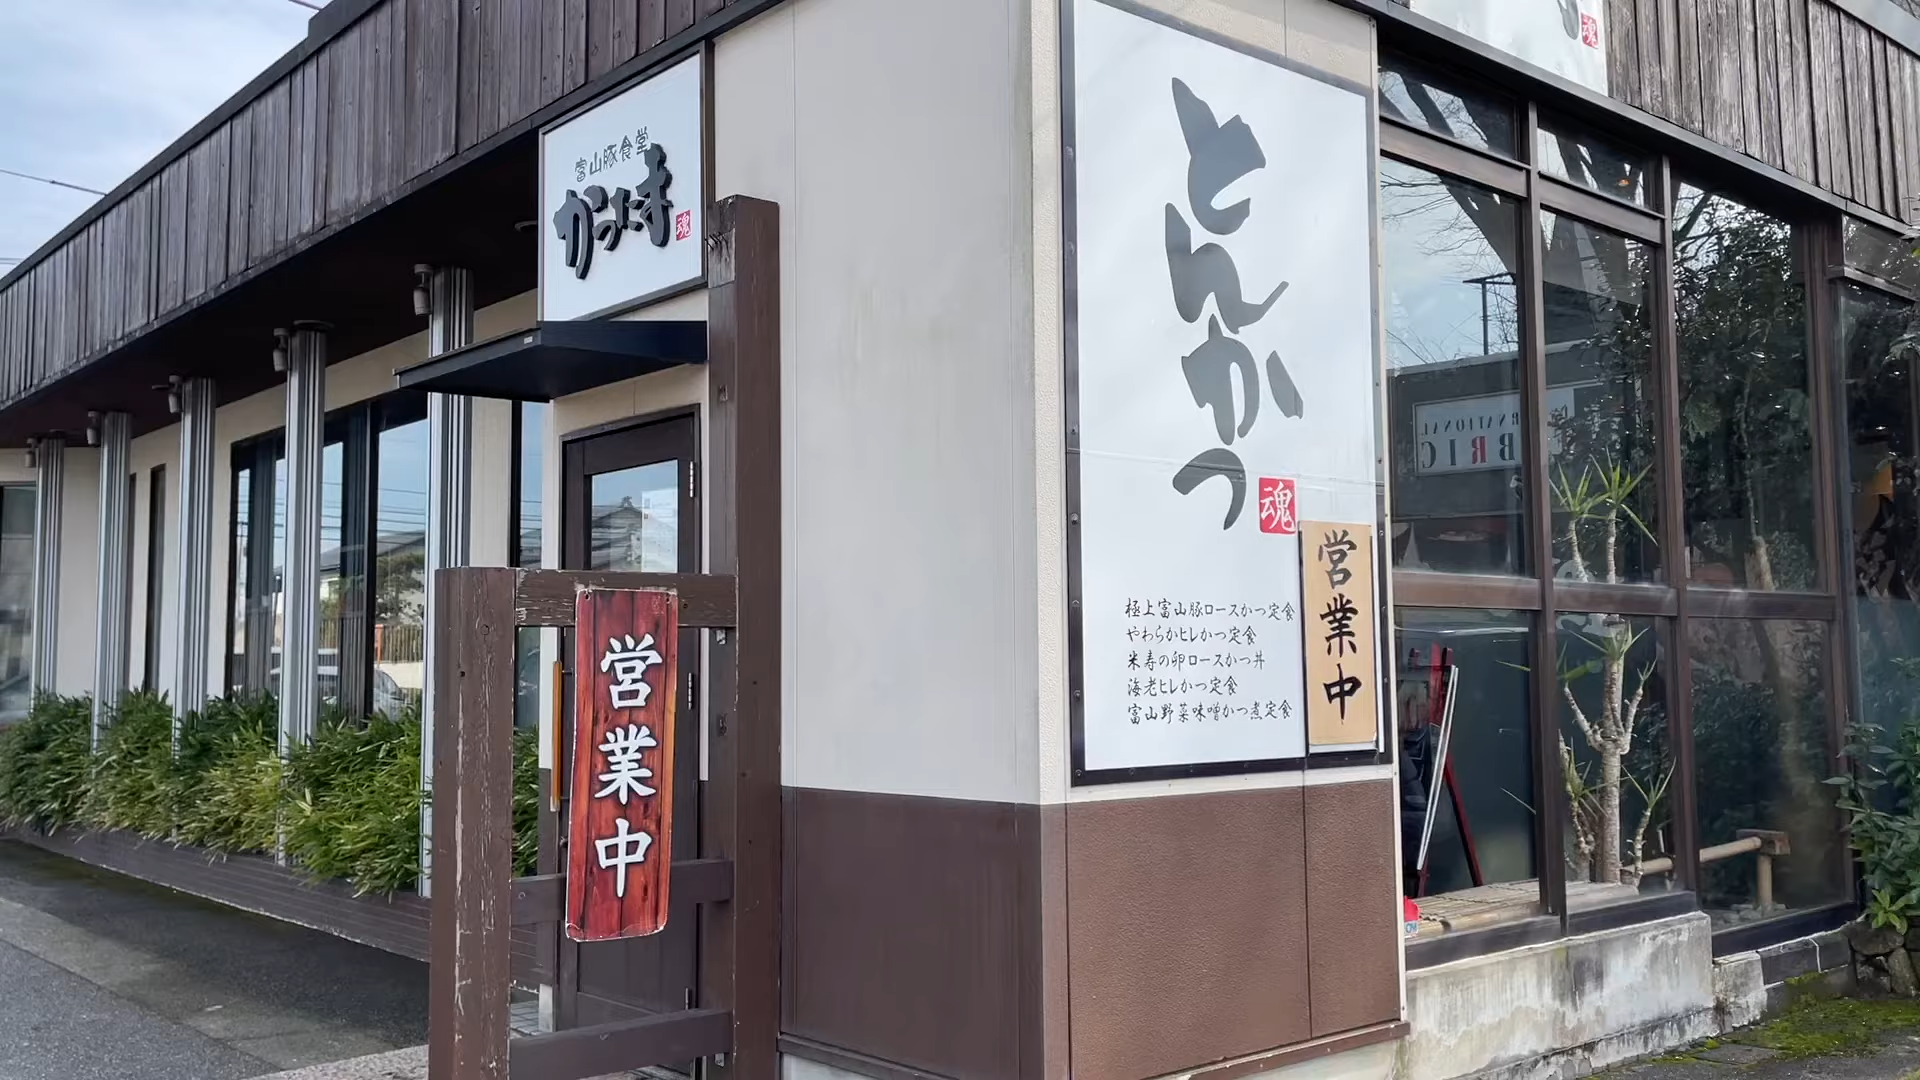 富山豚食堂
かつたま
魂
営業中
とんかつ
魂
営業中
極上富山豚ロースかつ定食
やわらかヒレかつ定食
米寿の卵ロースかつ丼
海老ヒレかつ定食
富山野菜味噌かつ煮定食
魂